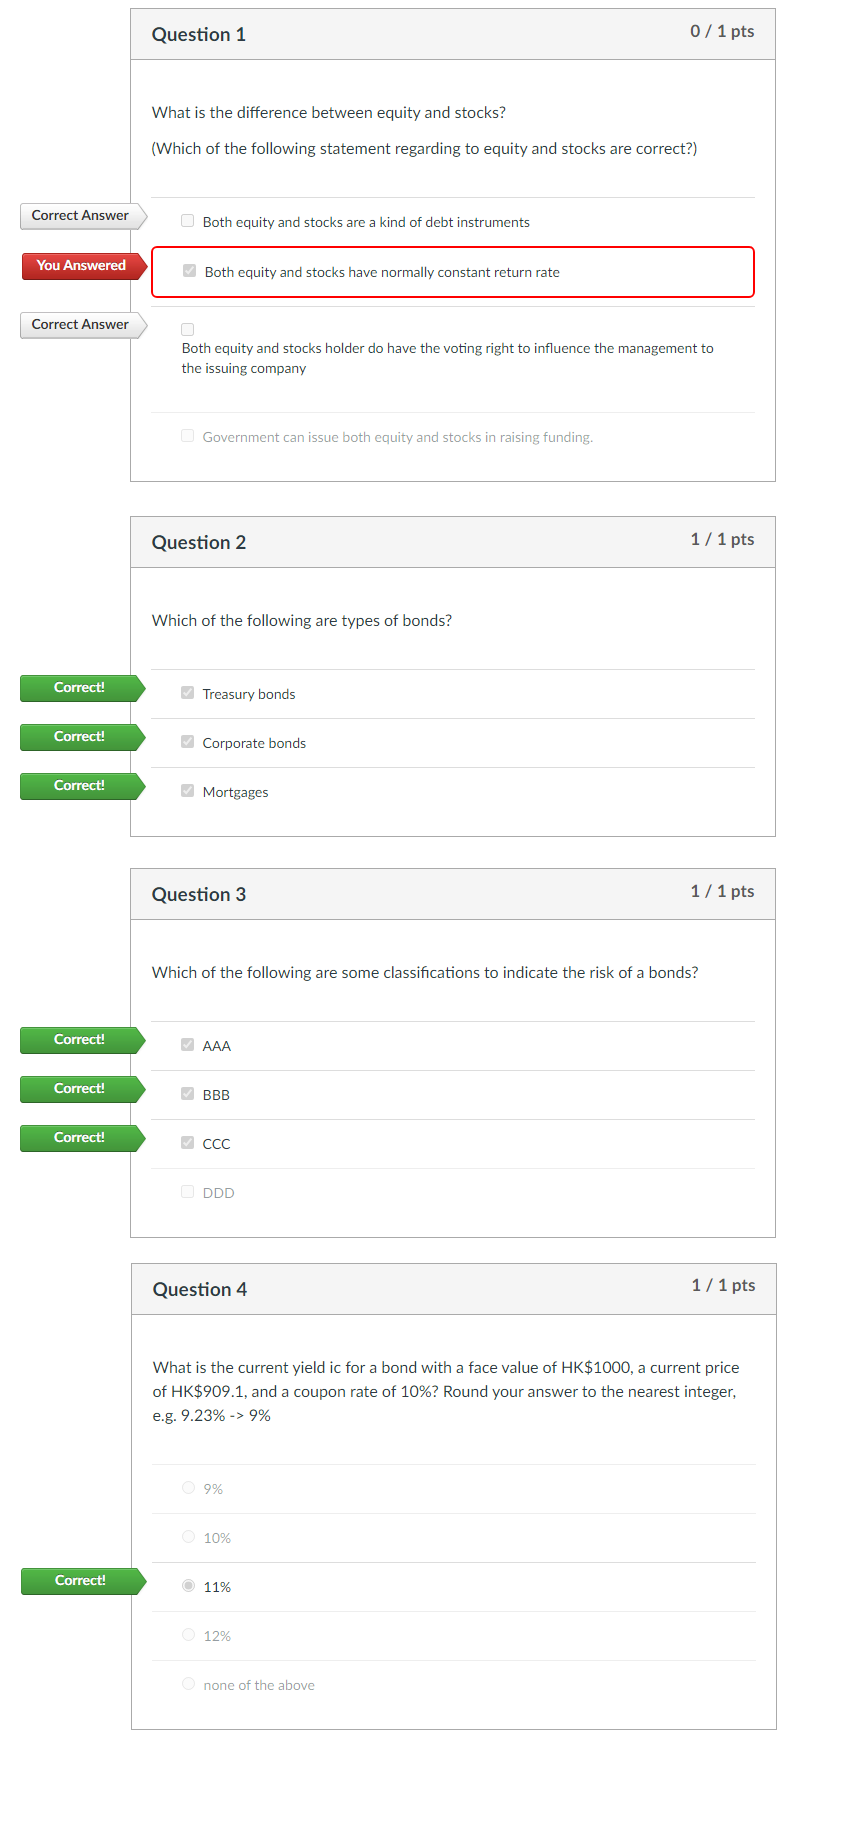 Question 1
0 / 1 pts
What is the difference between equity and stocks?
(Which of the following statement regarding to equity and stocks are correct?)
Correct Answer
Both equity and stocks are a kind of debt instruments
You Answered
Both equity and stocks have normally constant return rate
Correct Answer
Both equity and stocks holder do have the voting right to influence the management to
the issuing company
Government can issue both equity and stocks in raising funding.
Question 2
1 / 1 pts
Which of the following are types of bonds?
Correct!
Treasury bonds
Correct!
Corporate bonds
Correct!
Mortgages
Question 3
1 / 1 pts
Which of the following are some classifications to indicate the risk of a bonds?
Correct!
AAA
Correct!
BBB
Correct!
CCC
DDD
Question 4
1 / 1 pts
What is the current yield ic for a bond with a face value of HK$1000, a current price
of HK$909.1, and a coupon rate of 10%? Round your answer to the nearest integer,
e.g. 9.23% -> 9%
9%
10%
Correct!
11%
12%
none of the above